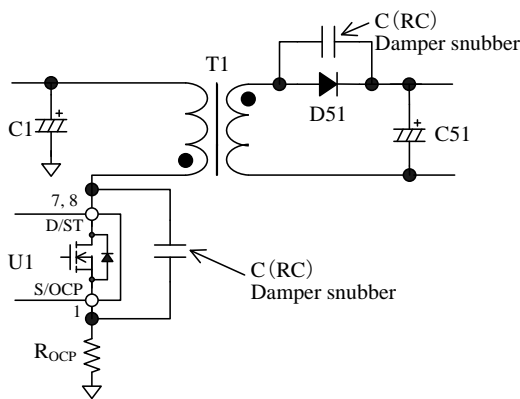 C(RC)
Damper snubber
T1
D51
C1
C51
7, 8
D/ST
U1
S/OCP
1
ROCP
C(RC)
Damper snubber